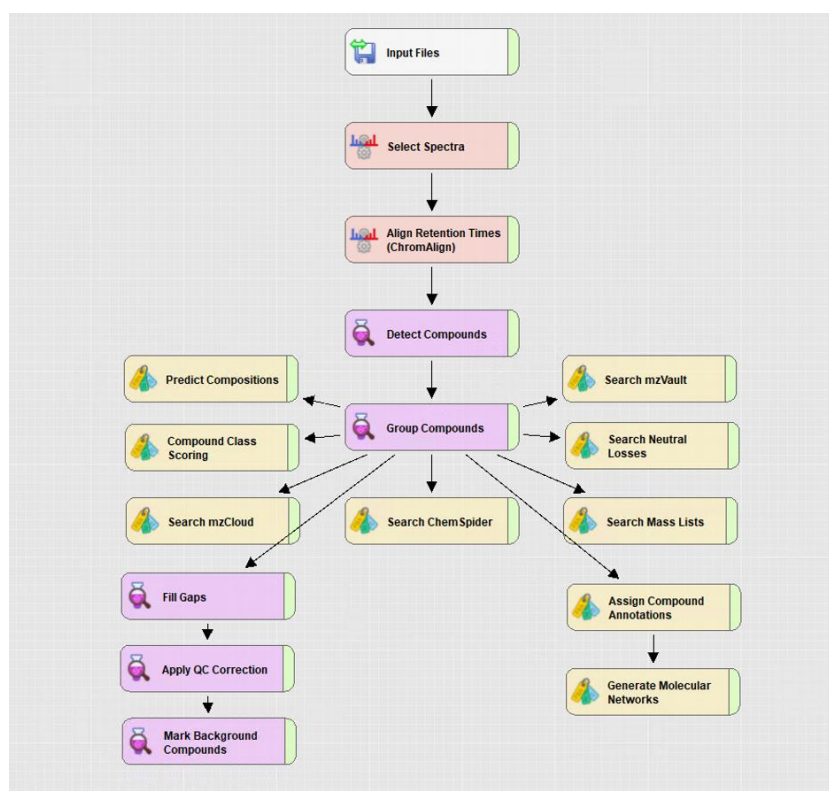 Input Files
Select Spectra
Align Retention Times
(ChromAlign)
Detect Compounds
Predict Compositions
Search mzVault
Group Compounds
Compound Class
Scoring
Search Neutral
Losses
Search mzCloud
Search ChemSpider
Search Mass Lists
Fill Gaps
Assign Compound
Annotations
Apply QC Correction
Generate Molecular
Networks
Mark Background
Compounds